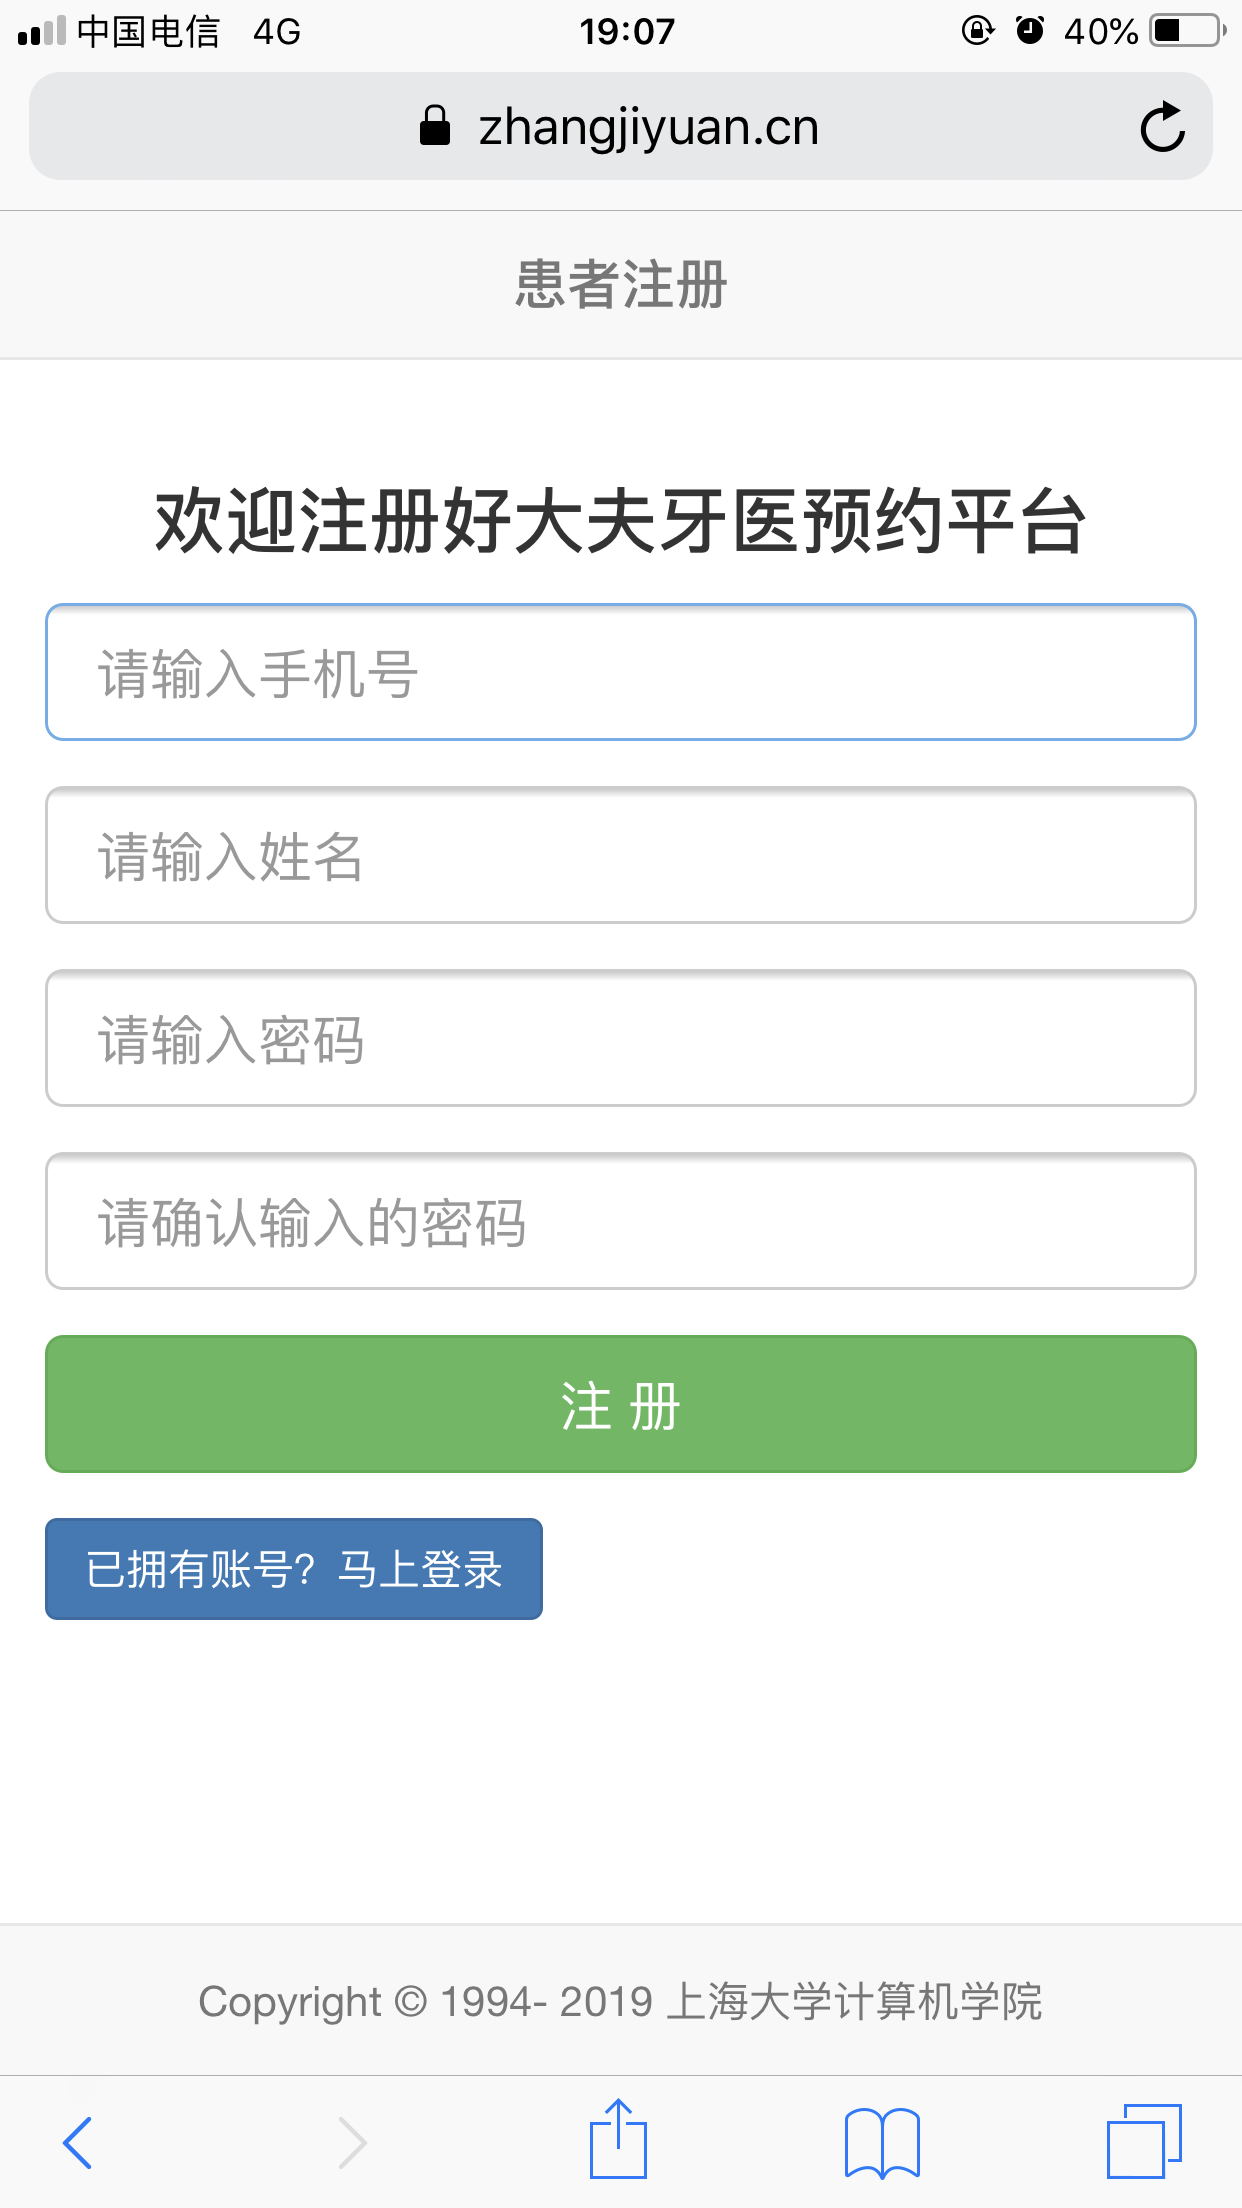 中国电信 4G 19:07 40%
zhangjiyuan.cn
患者注册
欢迎注册好大夫牙医预约平台
请输入手机号
请输入姓名
请输入密码
请确认输入的密码
注 册
已拥有账号？马上登录
Copyright © 1994- 2019 上海大学计算机学院